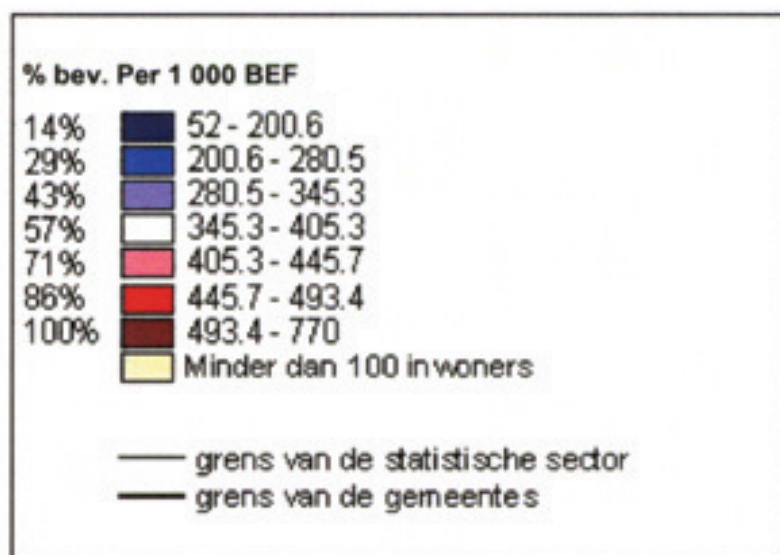 % bev. Per 1 000 BEF
14% 52 - 200.6
29% 200.6 - 280.5
43% 280.5 - 345.3
57% 345.3 - 405.3
71% 405.3 - 445.7
86% 445.7 - 493.4
100% 493.4 - 770
Minder dan 100 inwoners
grens van de statistische sector
grens van de gemeentes